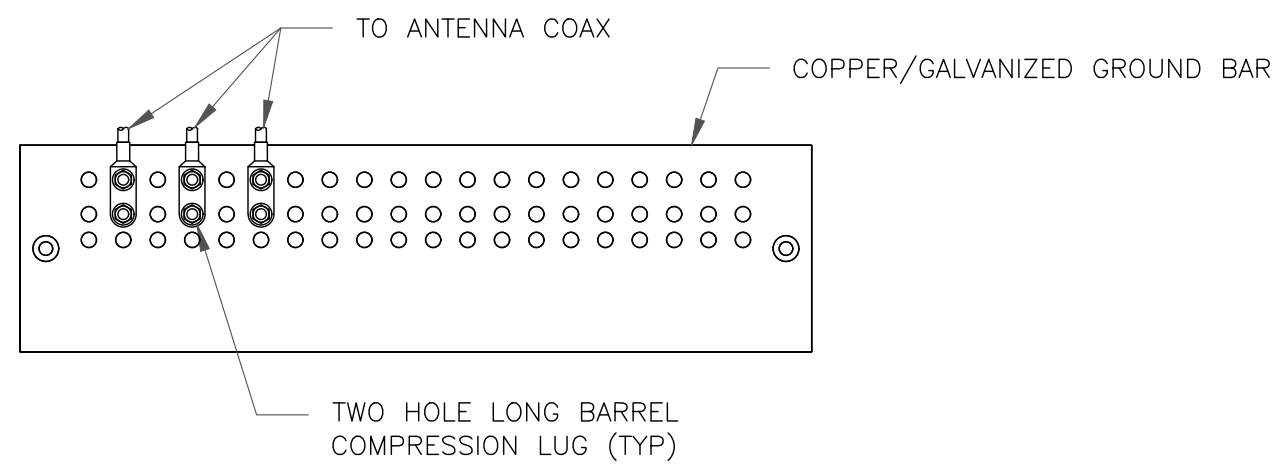 TO ANTENNA COAX
COPPER/GALVANIZED GROUND BAR
TWO HOLE LONG BARREL
COMPRESSION LUG (TYP)